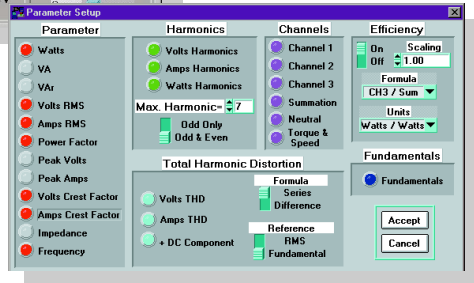 Parameter Setup
Parameter
Watts
VA
VAr
Volts RMS
Amps RMS
Power Factor
Peak Volts
Peak Amps
Volts Crest Factor
Amps Crest Factor
Impedance
Frequency
Harmonics
Volts Harmonics
Amps Harmonics
Watts Harmonics
Max. Harmonic= 7
Odd Only
Odd & Even
Channels
Channel 1
Channel 2
Channel 3
Summation
Neutral
Torque &
Speed
Efficiency
On
Off
Scaling
1.00
Formula
CH3 / Sum
Units
Watts / Watts
Total Harmonic Distortion
Volts THD
Amps THD
+ DC Component
Formula
Series
Difference
Reference
RMS
Fundamental
Fundamentals
Fundamentals
Accept
Cancel